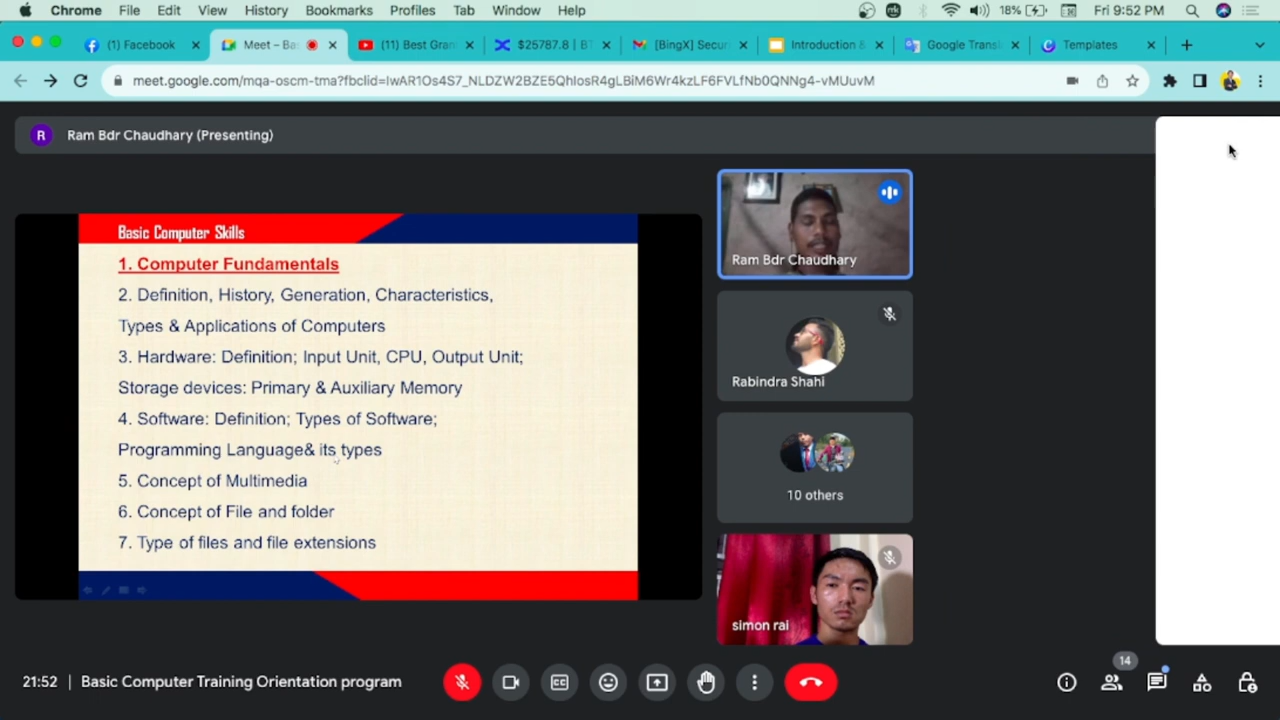 Chrome File Edit View History Bookmarks Profiles Tab Window Help 18% Fri 9:52 PM
(1) Facebook Meet – Ba (11) Best Gran $25787.8 | BT [BingX] Secur Introduction & Google Trans Templates
meet.google.com/mqa-oscm-tma?fbclid=IwAR1Os4S7_NLDZW2BZE5QhIosR4gLBiM6Wr4kzLF6FVLfNb0QNNg4-vMUuvM
R Ram Bdr Chaudhary (Presenting)
Basic Computer Skills
1. Computer Fundamentals
2. Definition, History, Generation, Characteristics,
Types & Applications of Computers
3. Hardware: Definition; Input Unit, CPU, Output Unit;
Storage devices: Primary & Auxiliary Memory
4. Software: Definition; Types of Software;
Programming Language& its types
5. Concept of Multimedia
6. Concept of File and folder
7. Type of files and file extensions
Ram Bdr Chaudhary
Rabindra Shahi
10 others
simon rai
21:52 | Basic Computer Training Orientation program
14